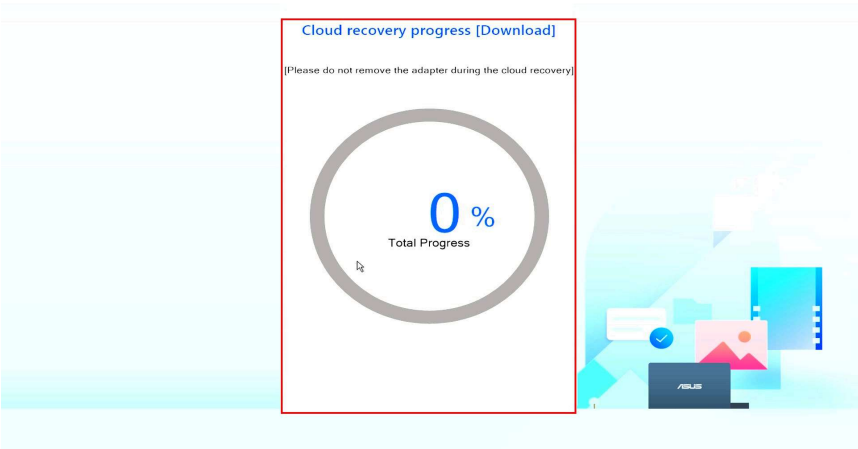 Cloud recovery progress [Download]
[Please do not remove the adapter during the cloud recovery]
0 %
Total Progress
ASUS